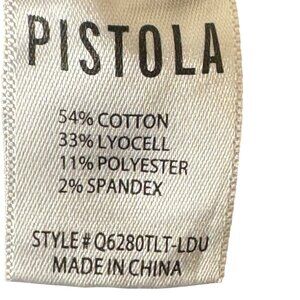 PISTOLA
54% COTTON
33% LYOCELL
11% POLYESTER
2% SPANDEX
STYLE# Q6280TLT-LDU
MADE IN CHINA